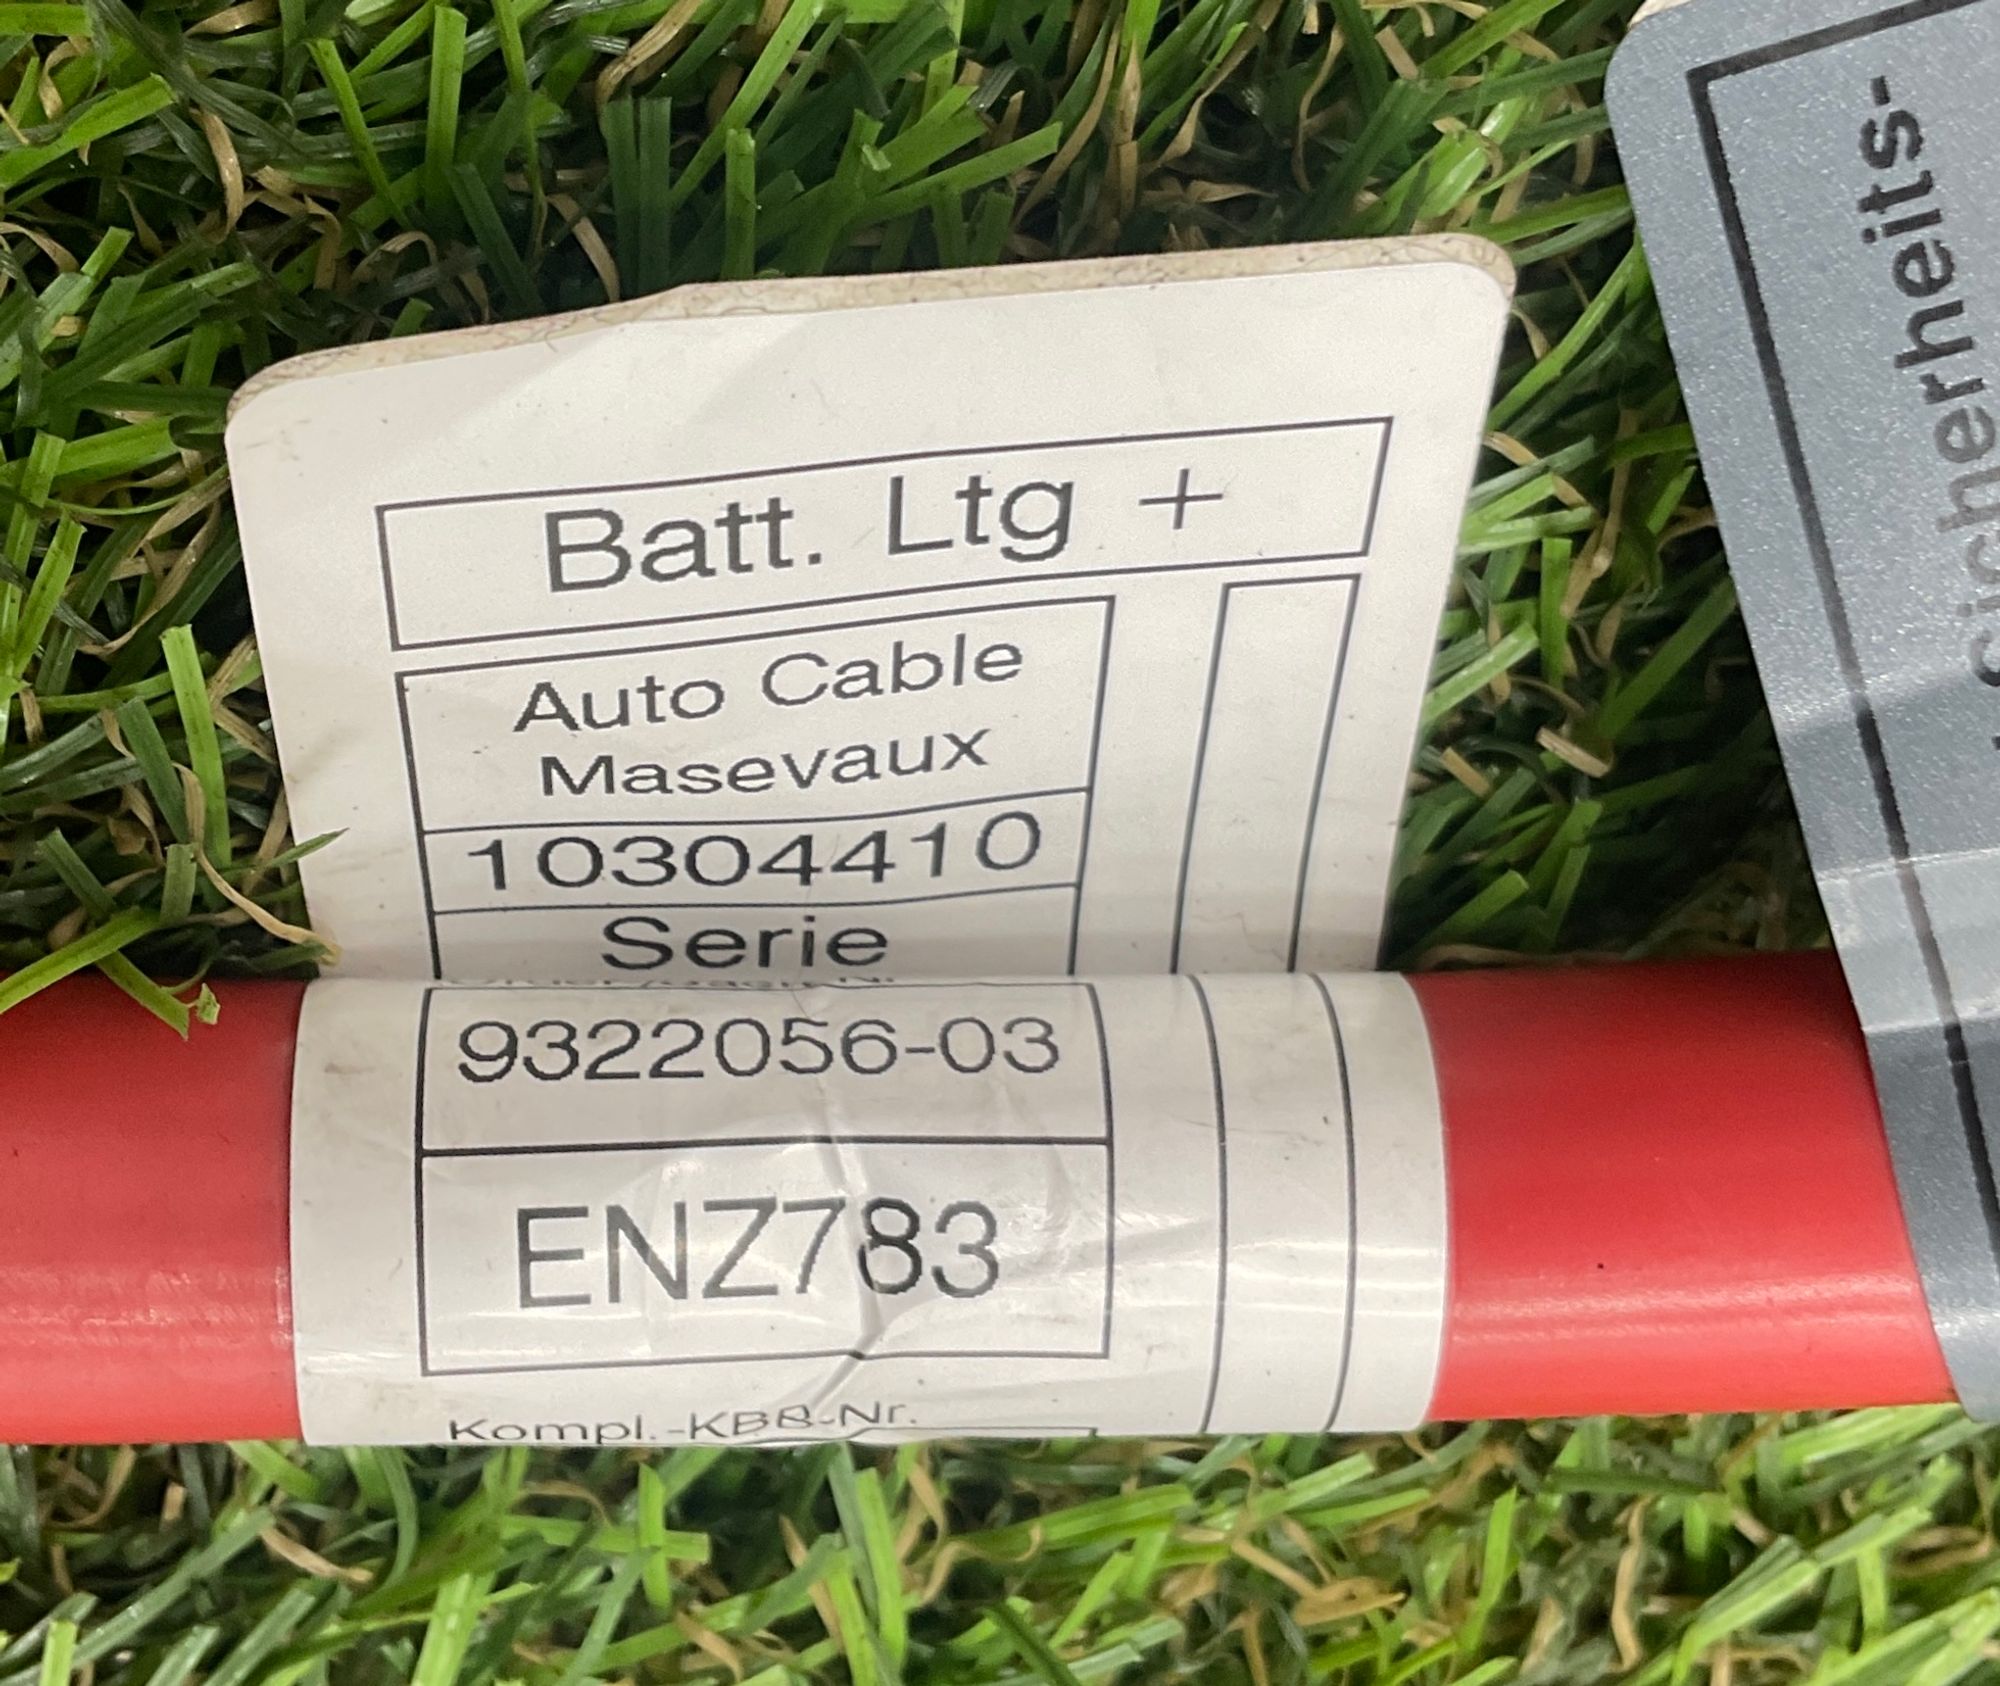 Batt. Ltg +
Auto Cable
Masevaux
10304410
Serie
9322056-03
ENZ783
Kompl.-KBB-Nr.
Sicherheits-